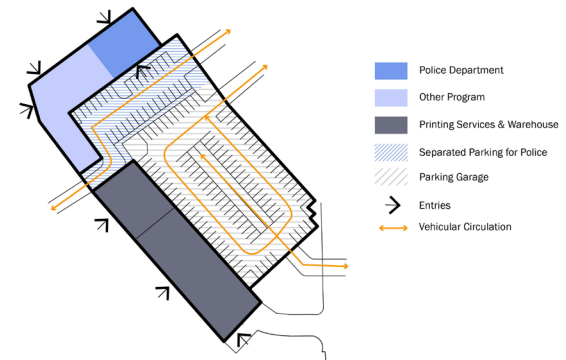 Police Department
Other Program
Printing Services & Warehouse
Separated Parking for Police
Parking Garage
Entries
Vehicular Circulation